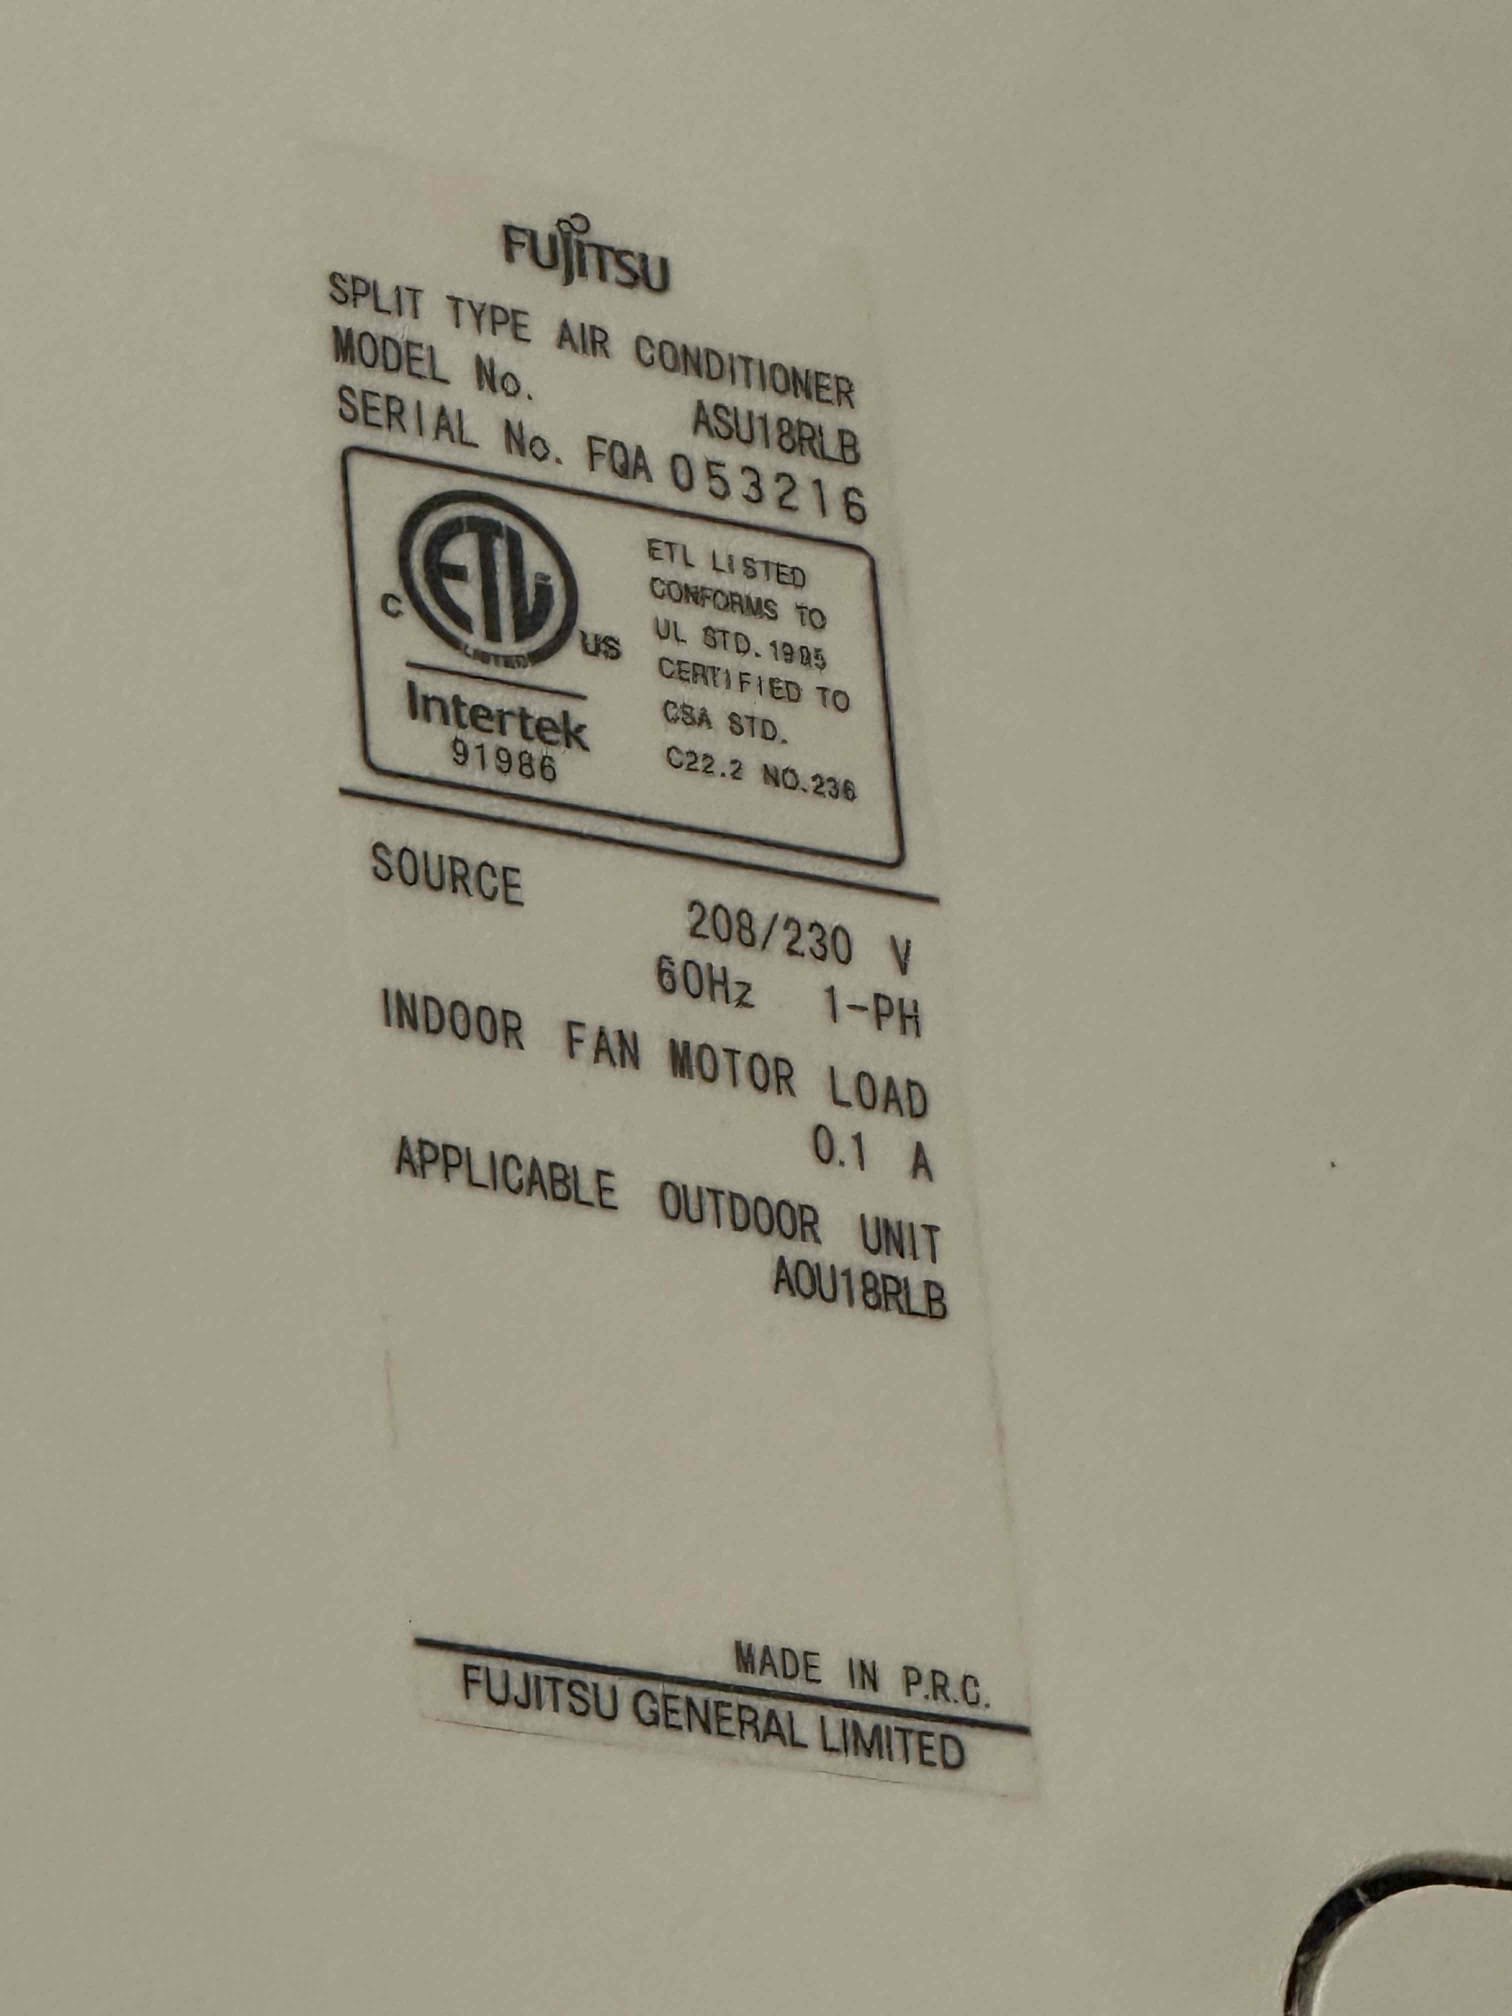 FUJITSU
SPLIT TYPE AIR CONDITIONER
MODEL No. ASU18RLB
SERIAL No. FQA 053216
ETL LISTED
CONFORMS TO
UL STD.1995
CERTIFIED TO
CSA STD.
C22.2 NO.236
C ETL US
LISTED
Intertek
91986
SOURCE 208/230 V
60Hz 1-PH
INDOOR FAN MOTOR LOAD
0.1 A
APPLICABLE OUTDOOR UNIT
AOU18RLB
MADE IN P.R.C.
FUJITSU GENERAL LIMITED